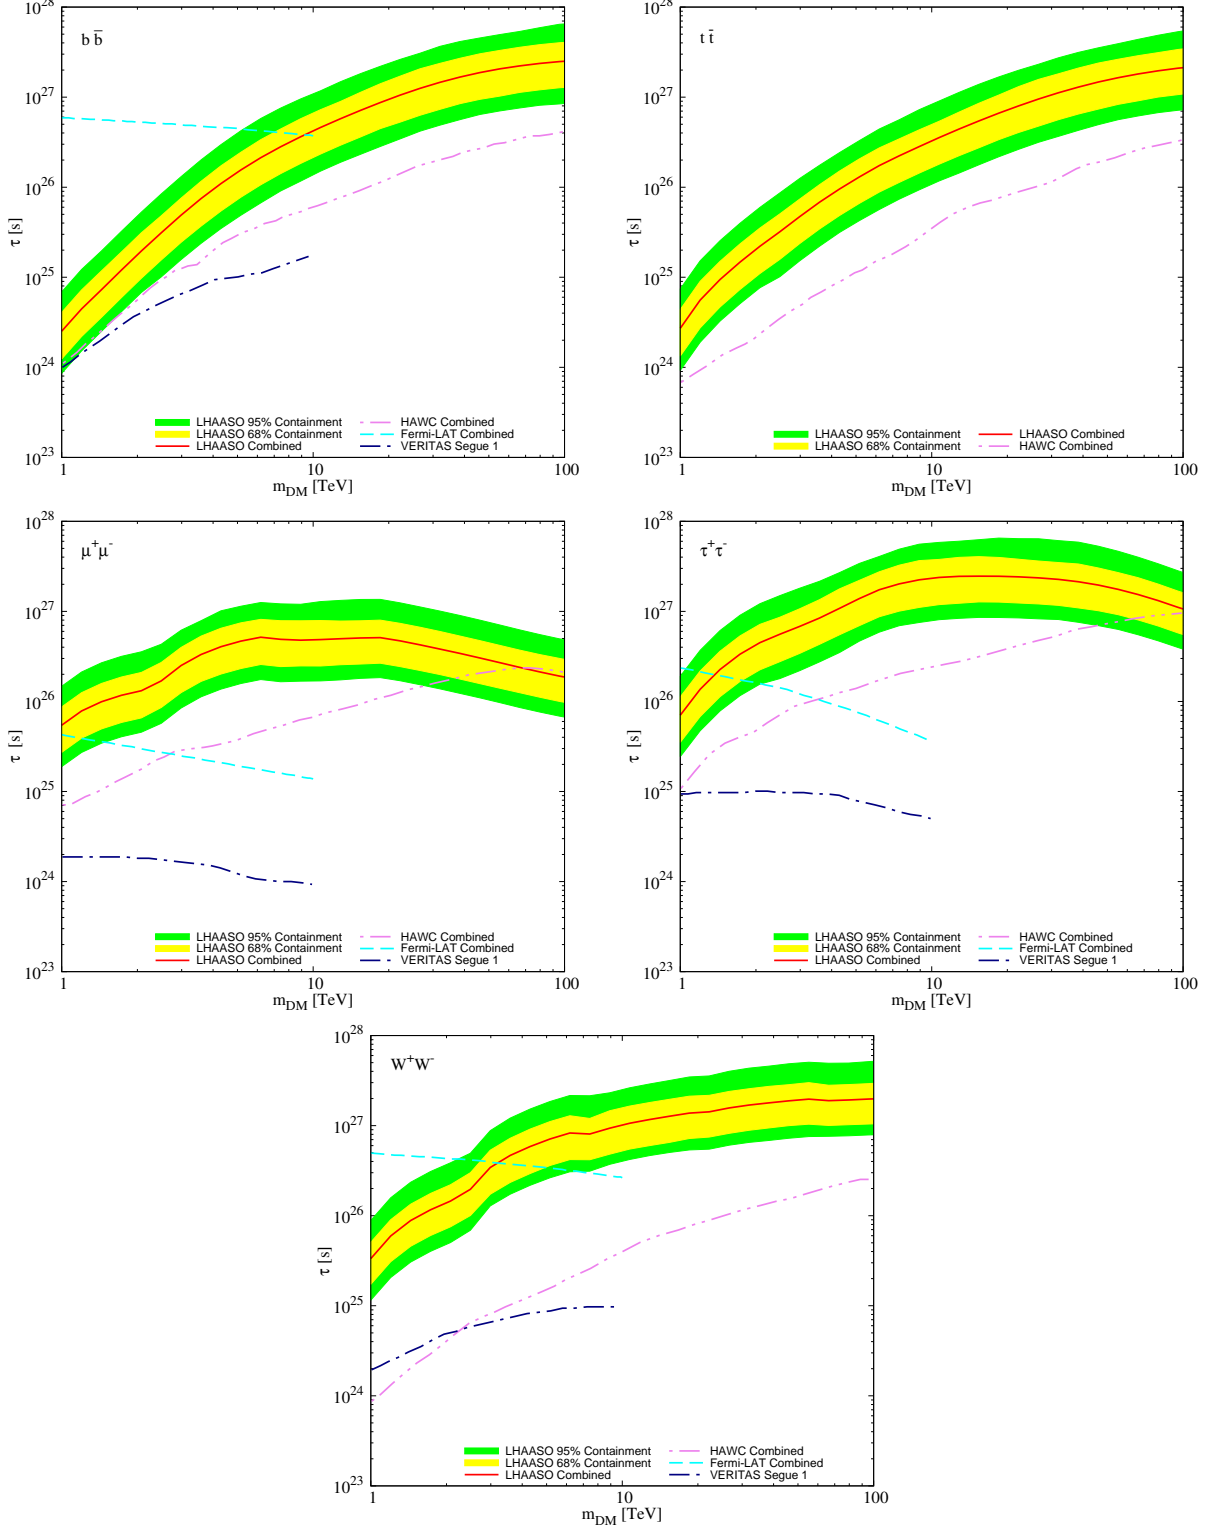 10^28
b b̄
10^27
10^26
τ [s]
10^25
10^24
LHAASO 95% Containment HAWC Combined
LHAASO 68% Containment Fermi-LAT Combined
LHAASO Combined VERITAS Segue 1
10^23
1 10 100
m_DM [TeV]
10^28
t t̄
10^27
10^26
τ [s]
10^25
10^24
LHAASO 95% Containment LHAASO Combined
LHAASO 68% Containment HAWC Combined
10^23
1 10 100
m_DM [TeV]
10^28
μ^+μ^-
10^27
10^26
τ [s]
10^25
10^24
LHAASO 95% Containment HAWC Combined
LHAASO 68% Containment Fermi-LAT Combined
LHAASO Combined VERITAS Segue 1
10^23
1 10 100
m_DM [TeV]
10^28
τ^+τ^-
10^27
10^26
τ [s]
10^25
10^24
LHAASO 95% Containment HAWC Combined
LHAASO 68% Containment Fermi-LAT Combined
LHAASO Combined VERITAS Segue 1
10^23
1 10 100
m_DM [TeV]
10^28
W^+W^-
10^27
10^26
τ [s]
10^25
10^24
LHAASO 95% Containment HAWC Combined
LHAASO 68% Containment Fermi-LAT Combined
LHAASO Combined VERITAS Segue 1
10^23
1 10 100
m_DM [TeV]